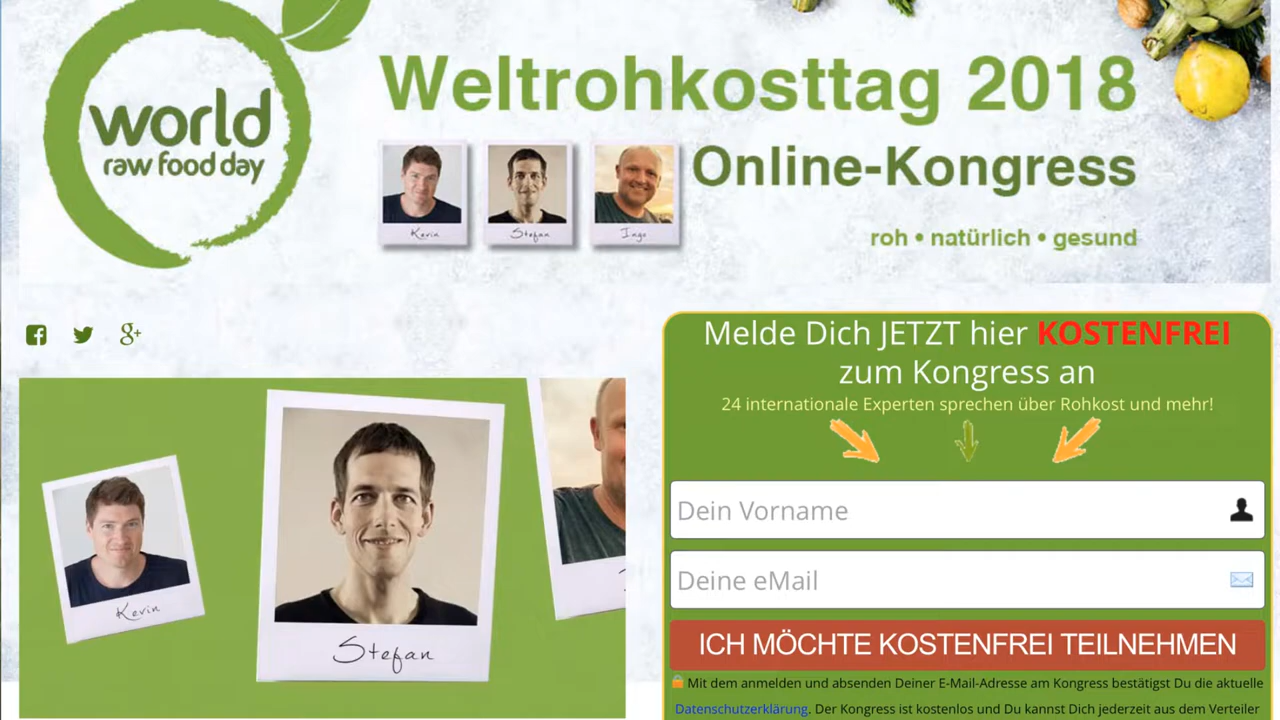 world
raw food day
Weltrohkosttag 2018
Kevin
Stefan
Ingo
Online-Kongress
roh • natürlich • gesund
g+
Melde Dich JETZT hier KOSTENFREI
zum Kongress an
24 internationale Experten sprechen über Rohkost und mehr!
Kevin
Stefan
Dein Vorname
Deine eMail
ICH MÖCHTE KOSTENFREI TEILNEHMEN
Mit dem anmelden und absenden Deiner E-Mail-Adresse am Kongress bestätigst Du die aktuelle
Datenschutzerklärung. Der Kongress ist kostenlos und Du kannst Dich jederzeit aus dem Verteiler